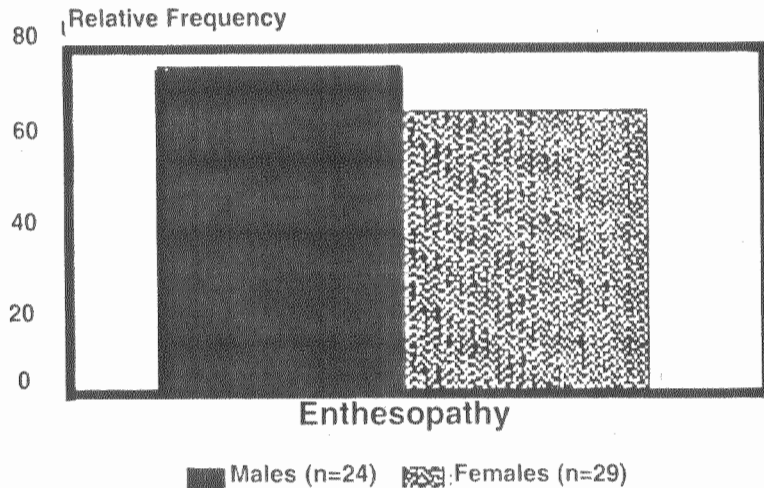 Relative Frequency
80
60
40
20
0
Enthesopathy
Males (n=24) Females (n=29)